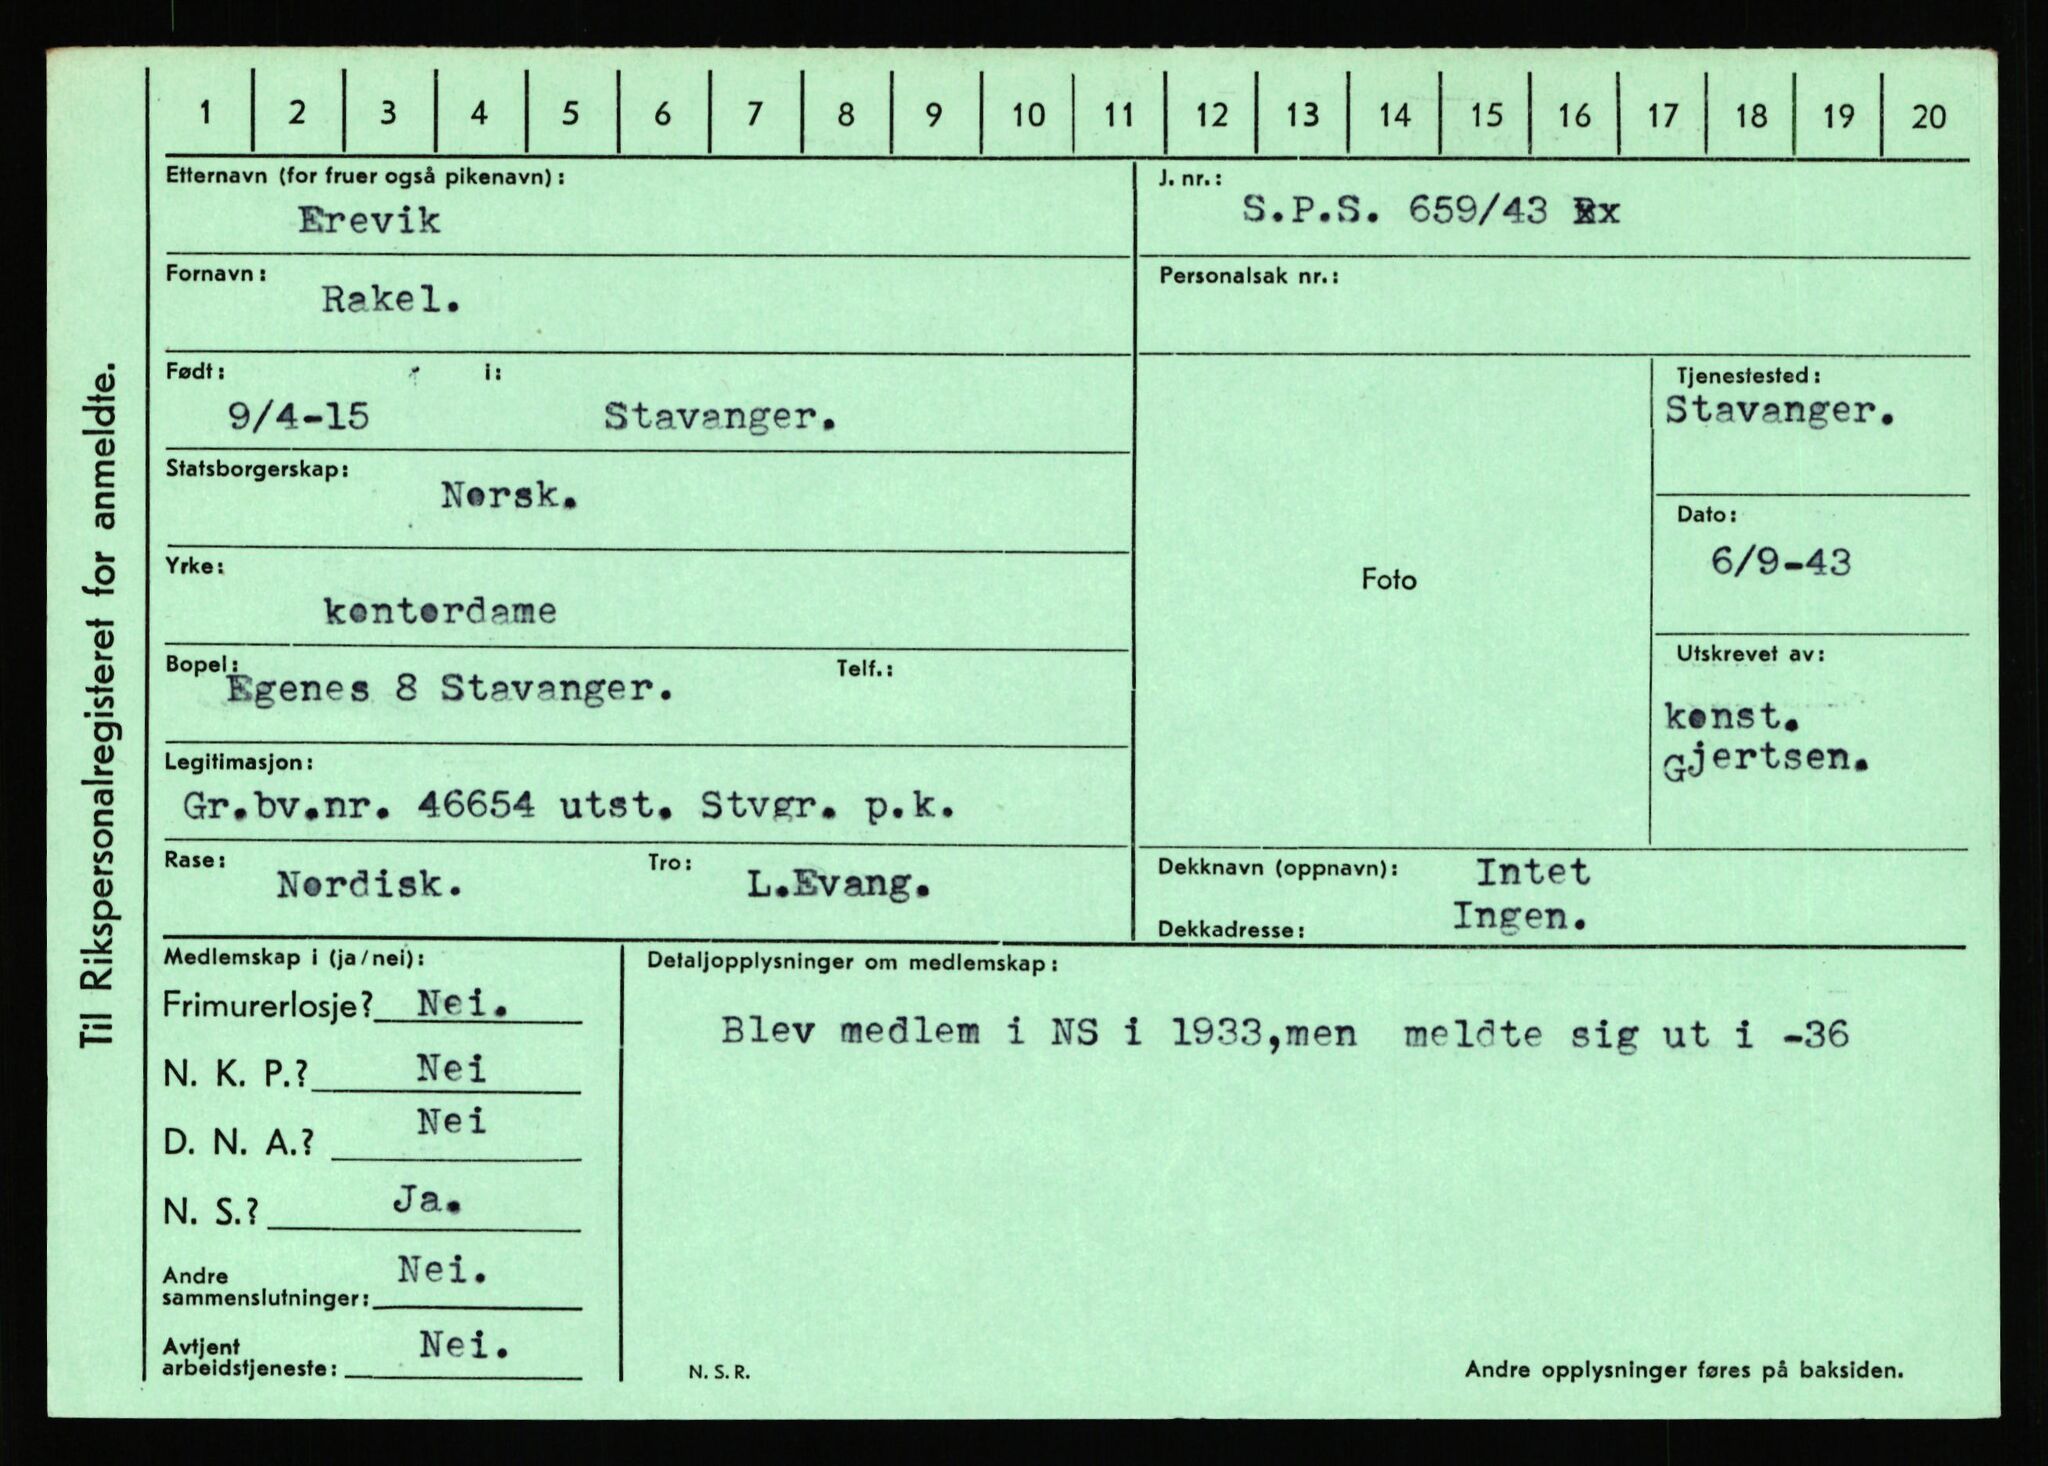 Til Rikspersonalregisteret for anmeldte.
1 2 3 4 5 6 7 8 9 10 11 12 13 14 15 16 17 18 19 20
Etternavn (for fruer også pikenavn):
Erevik
J. nr.:
S.P.S. 659/43 x
Fornavn:
Rakel.
Personalsak nr.:
Født: i:
9/4-15 Stavanger.
Statsborgerskap:
Norsk.
Yrke:
kontordame
Bopel: Telf.:
Egenes 8 Stavanger.
Legitimasjon:
Gr.bv.nr. 46654 utst. Stvgr. p.k.
Rase: Tro:
Nordisk. L.Evang.
Foto
Tjenestested:
Stavanger.
Dato:
6/9-43
Utskrevet av:
konst.
Gjertsen.
Dekknavn (oppnavn): Intet
Dekkadresse: Ingen.
Medlemskap i (ja/nei):
Frimurerlosje? Nei.
N. K. P.? Nei
D. N. A.? Nei
N. S.? Ja.
Andre
sammenslutninger: Nei.
Avtjent
arbeidstjeneste: Nei.
Detaljopplysninger om medlemskap:
Blev medlem i NS i 1933,men meldte sig ut i -36
N. S. R.
Andre opplysninger føres på baksiden.